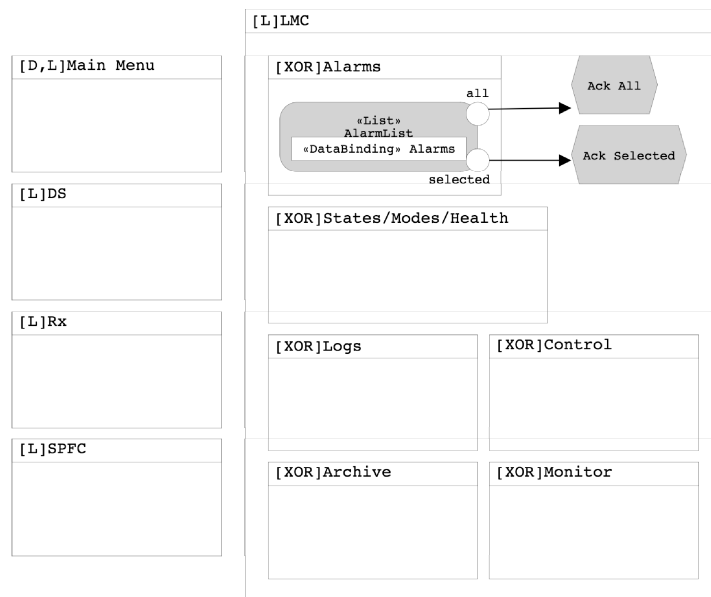 [L]LMC
[D,L]Main Menu
[XOR]Alarms
all
Ack All
«List»
AlarmList
«DataBinding» Alarms
Ack Selected
selected
[L]DS
[XOR]States/Modes/Health
[L]Rx
[XOR]Logs
[XOR]Control
[L]SPFC
[XOR]Archive
[XOR]Monitor